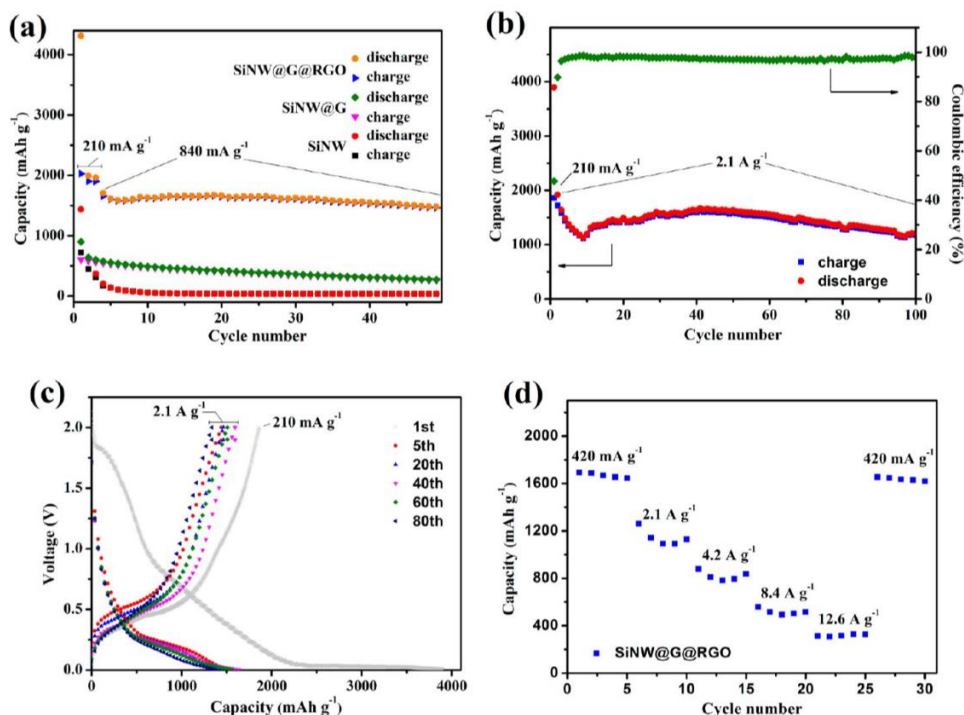 (a)
4000
3000
2000
1000
0
0
10
20
30
40
Capacity (mAh g⁻¹)
Cycle number
SiNW@G@RGO
discharge
charge
SiNW@G
discharge
charge
SiNW
discharge
charge
210 mA g⁻¹
840 mA g⁻¹
(b)
5000
4000
3000
2000
1000
0
100
80
60
40
20
0
0
20
40
60
80
100
Capacity (mAh g⁻¹)
Coulombic efficiency (%)
Cycle number
210 mA g⁻¹
2.1 A g⁻¹
charge
discharge
(c)
2.0
1.5
1.0
0.5
0.0
0
1000
2000
3000
4000
Voltage (V)
Capacity (mAh g⁻¹)
2.1 A g⁻¹
210 mA g⁻¹
1st
5th
20th
40th
60th
80th
(d)
2000
1600
1200
800
400
0
0
5
10
15
20
25
30
Capacity (mAh g⁻¹)
Cycle number
420 mA g⁻¹
2.1 A g⁻¹
4.2 A g⁻¹
8.4 A g⁻¹
12.6 A g⁻¹
420 mA g⁻¹
SiNW@G@RGO